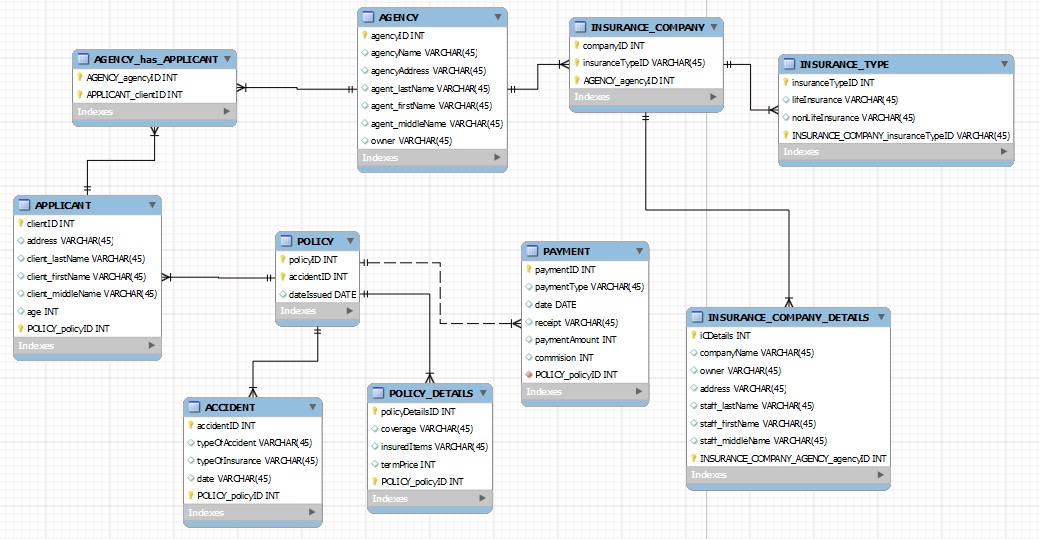 AGENCY_has_APPLICANT
AGENCY_agencyID INT
APPLICANT_clientID INT
Indexes
AGENCY
agencyID INT
agencyName VARCHAR(45)
agencyAddress VARCHAR(45)
agent_lastName VARCHAR(45)
agent_firstName VARCHAR(45)
agent_middleName VARCHAR(45)
owner VARCHAR(45)
Indexes
INSURANCE_COMPANY
companyID INT
insuranceTypeID VARCHAR(45)
AGENCY_agencyID INT
Indexes
INSURANCE_TYPE
insuranceTypeID INT
lifeInsurance VARCHAR(45)
nonLifeInsurance VARCHAR(45)
INSURANCE_COMPANY_insuranceTypeID VARCHAR(45)
Indexes
APPLICANT
clientID INT
address VARCHAR(45)
client_lastName VARCHAR(45)
client_firstName VARCHAR(45)
client_middleName VARCHAR(45)
age INT
POLICY_policyID INT
Indexes
POLICY
policyID INT
accidentID INT
dateIssued DATE
Indexes
PAYMENT
paymentID INT
paymentType VARCHAR(45)
date DATE
receipt VARCHAR(45)
paymentAmount INT
commision INT
POLICY_policyID INT
Indexes
INSURANCE_COMPANY_DETAILS
iCDetails INT
companyName VARCHAR(45)
owner VARCHAR(45)
address VARCHAR(45)
staff_lastName VARCHAR(45)
staff_firstName VARCHAR(45)
staff_middleName VARCHAR(45)
INSURANCE_COMPANY_AGENCY_agencyID INT
Indexes
ACCIDENT
accidentID INT
typeOfAccident VARCHAR(45)
typeOfInsurance VARCHAR(45)
date VARCHAR(45)
POLICY_policyID INT
Indexes
POLICY_DETAILS
policyDetailsID INT
coverage VARCHAR(45)
insuredItems VARCHAR(45)
termPrice INT
POLICY_policyID INT
Indexes